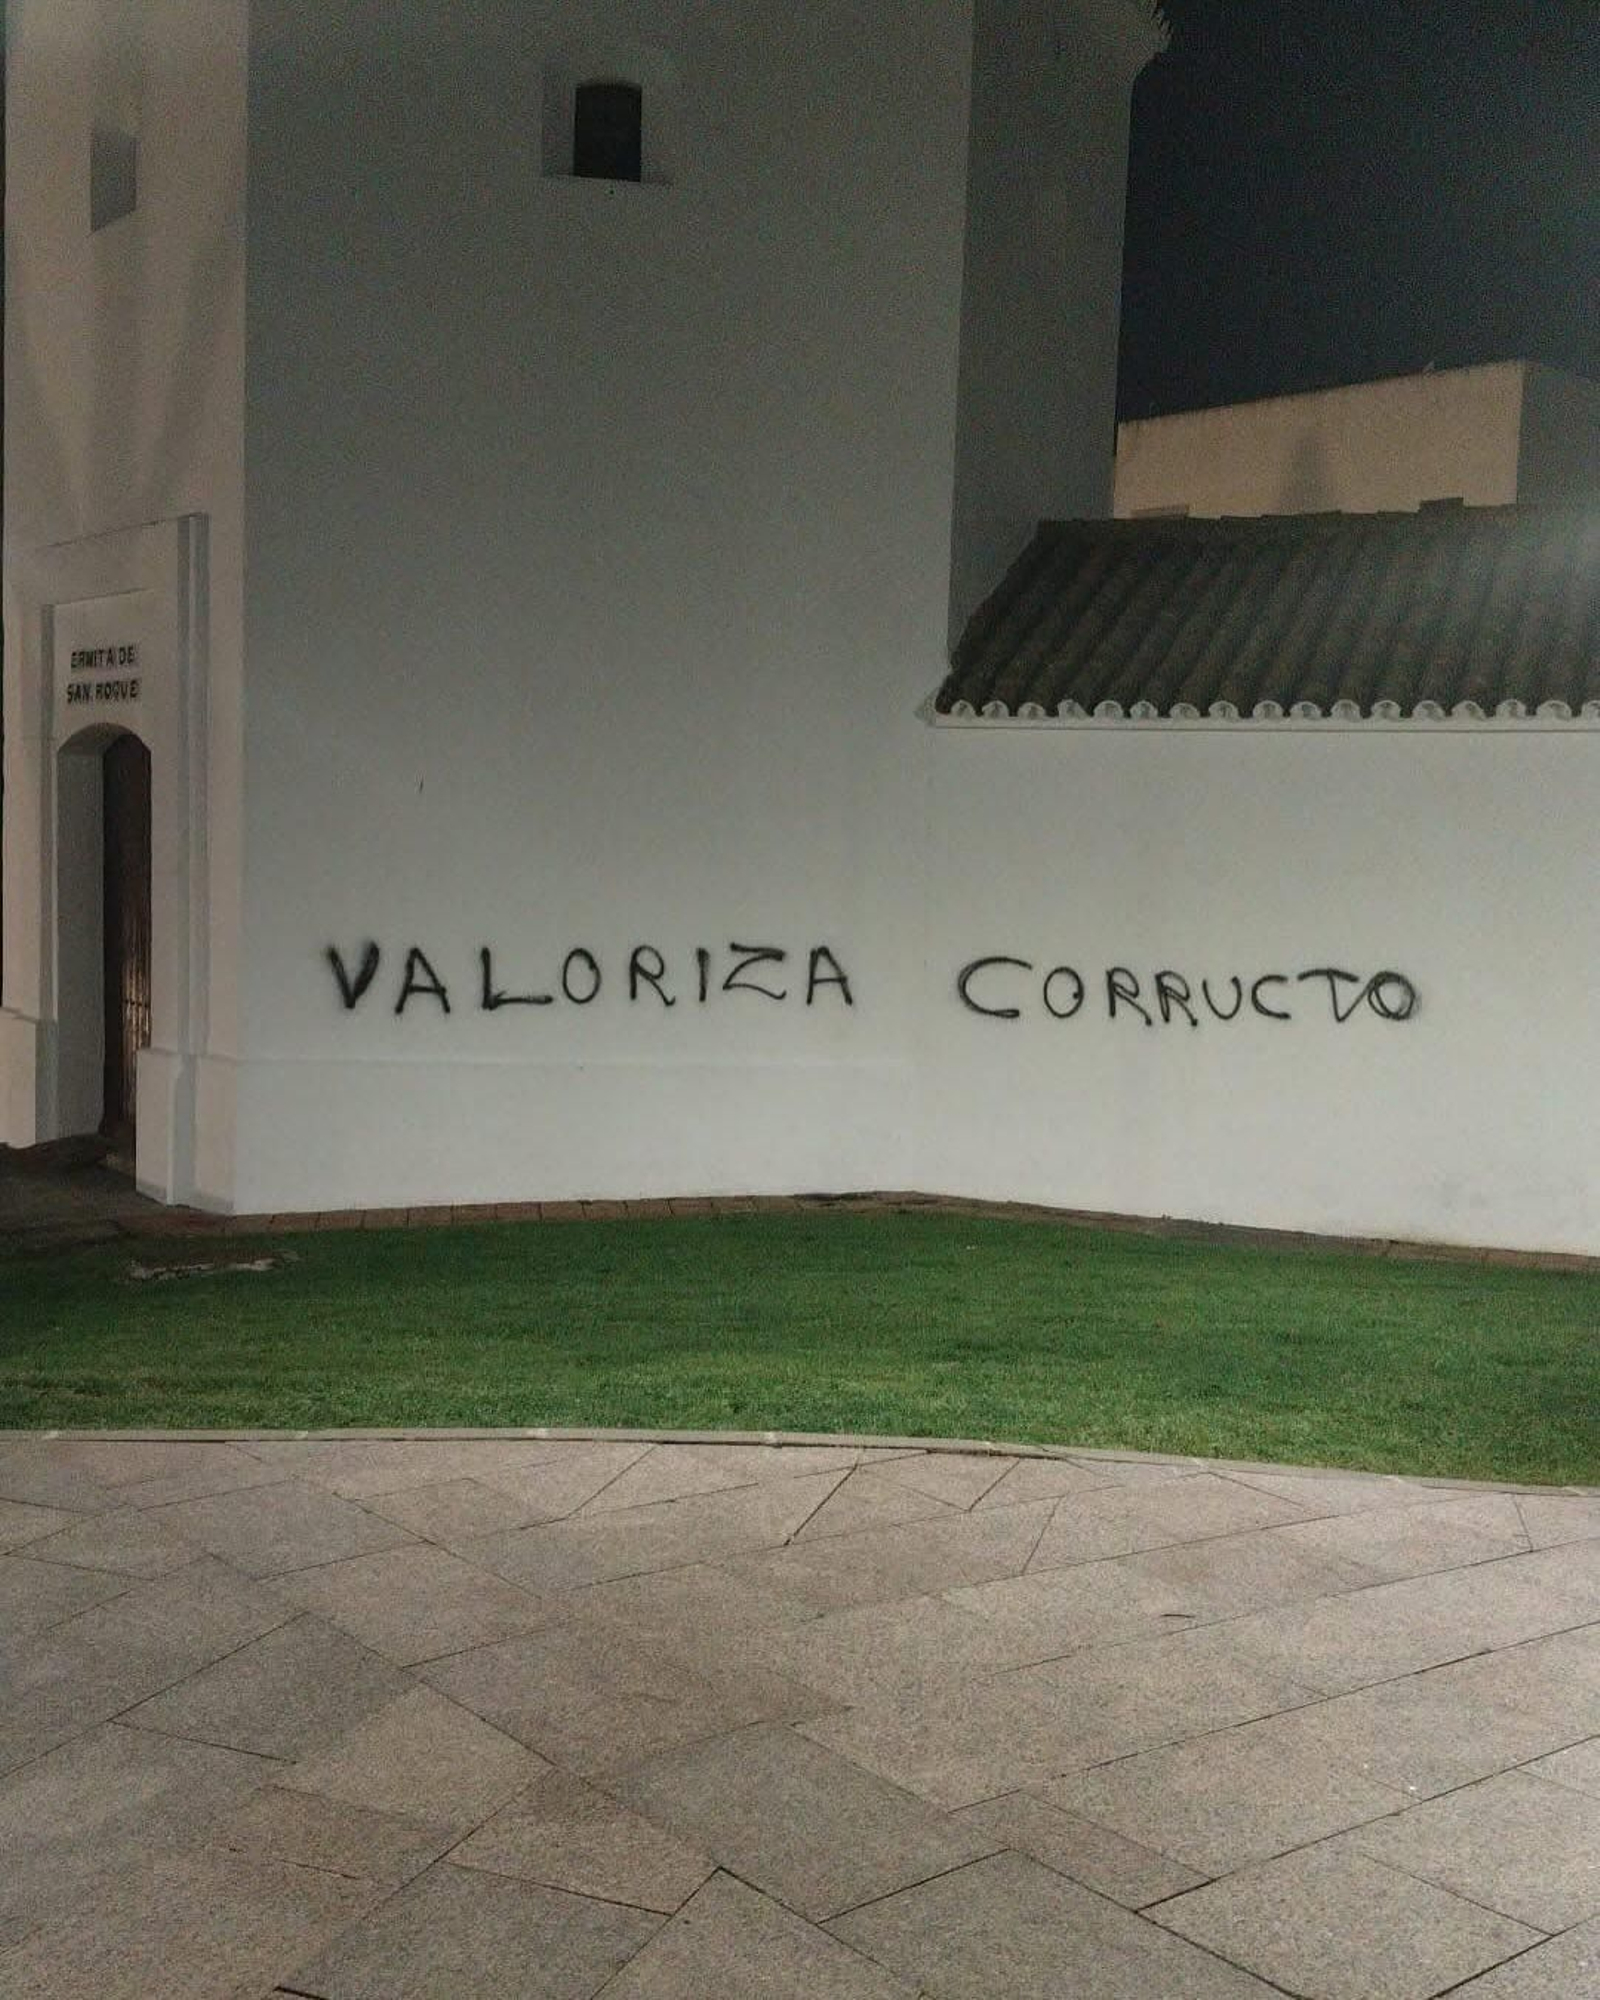 ERMITA DE
SAN ROQUE
VALORIZA CORRUCTO